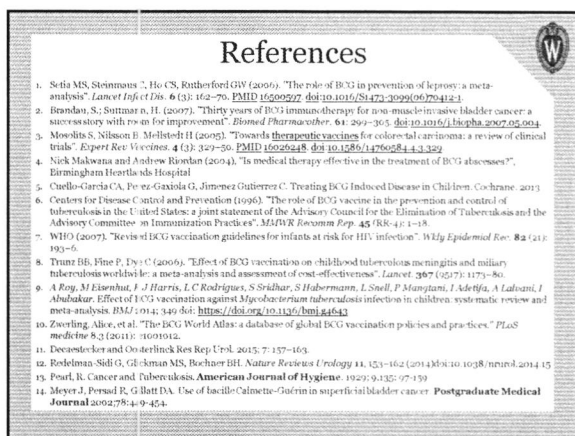 References
W
1. Setia MS, Steinmaus C, Ho CS, Rutherford GW (2006). "The role of BCG in prevention of leprosy: a meta-
analysis". Lancet Infect Dis. 6 (3): 162–70. PMID 16500597. doi:10.1016/S1473-3099(06)70412-1.
2. Brandau, S.; Suttmann, H. (2007). "Thirty years of BCG immunotherapy for non-muscle invasive bladder cancer: a
success story with room for improvement". Biomed Pharmacother. 61: 299–305. doi:10.1016/j.biopha.2007.05.004.
3. Mosolits S, Nilsson B, Mellstedt H (2005). "Towards therapeutic vaccines for colorectal carcinoma: a review of clinical
trials". Expert Rev Vaccines. 4 (3): 329–50. PMID 16026248. doi:10.1586/14760584.4.3.329
4. Nick Makwana and Andrew Riordan (2004), "Is medical therapy effective in the treatment of BCG abscesses?",
Birmingham Heartlands Hospital
5. Cuello-Garcia CA, Perez-Gaxiola G, Jimenez Gutierrez C. Treating BCG Induced Disease in Children. Cochrane. 2013
6. Centers for Disease Control and Prevention (1996). "The role of BCG vaccine in the prevention and control of
tuberculosis in the United States: a joint statement of the Advisory Council for the Elimination of Tuberculosis and the
Advisory Committee on Immunization Practices". MMWR Recomm Rep. 45 (RR-4): 1–18.
7. WHO (2007). "Revised BCG vaccination guidelines for infants at risk for HIV infection". Wkly Epidemiol Rec. 82 (21):
193–6.
8. Trunz BB, Fine P, Dye C (2006). "Effect of BCG vaccination on childhood tuberculous meningitis and miliary
tuberculosis worldwide: a meta-analysis and assessment of cost-effectiveness". Lancet. 367 (9517): 1173–80.
9. A Roy, M Eisenhut, RJ Harris, LC Rodrigues, S Sridhar, S Habermann, L Snell, P Mangtani, I Adetifa, A Lalvani, I
Abubakar. Effect of BCG vaccination against Mycobacterium tuberculosis infection in children: systematic review and
meta-analysis. BMJ 2014; 349 doi: https://doi.org/10.1136/bmj.g4643
10. Zwerling, Alice, et al. "The BCG World Atlas: a database of global BCG vaccination policies and practices." PLoS
medicine 8.3 (2011): e1001012.
11. Decaestecker and Oosterlinck Res Rep Urol. 2015; 7: 157–163.
12. Redelman-Sidi G, Glickman MS, Bochner BH. Nature Reviews Urology 11, 153–162 (2014) doi:10.1038/nrurol.2014.15
13. Pearl, R. Cancer and Tuberculosis. American Journal of Hygiene. 1929; 9:135; 97-159
14. Meyer J, Persad R, Gillatt DA. Use of bacille Calmette-Guérin in superficial bladder cancer. Postgraduate Medical
Journal 2002;78:449-454.